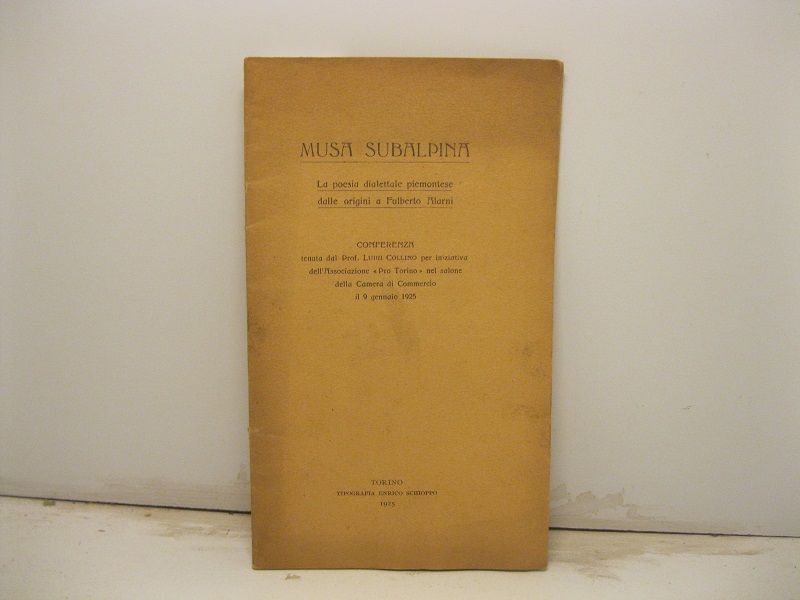 MUSA SUBALPINA
La poesia dialettale piemontese
dalle origini a Fulberto Alarni
CONFERENZA
tenuta dal Prof. LUIGI COLLINO per iniziativa
dell'Associazione « Pro Torino » nel salone
della Camera di Commercio
il 9 gennaio 1925
TORINO
TIPOGRAFIA ENRICO SCHIOPPO
1925